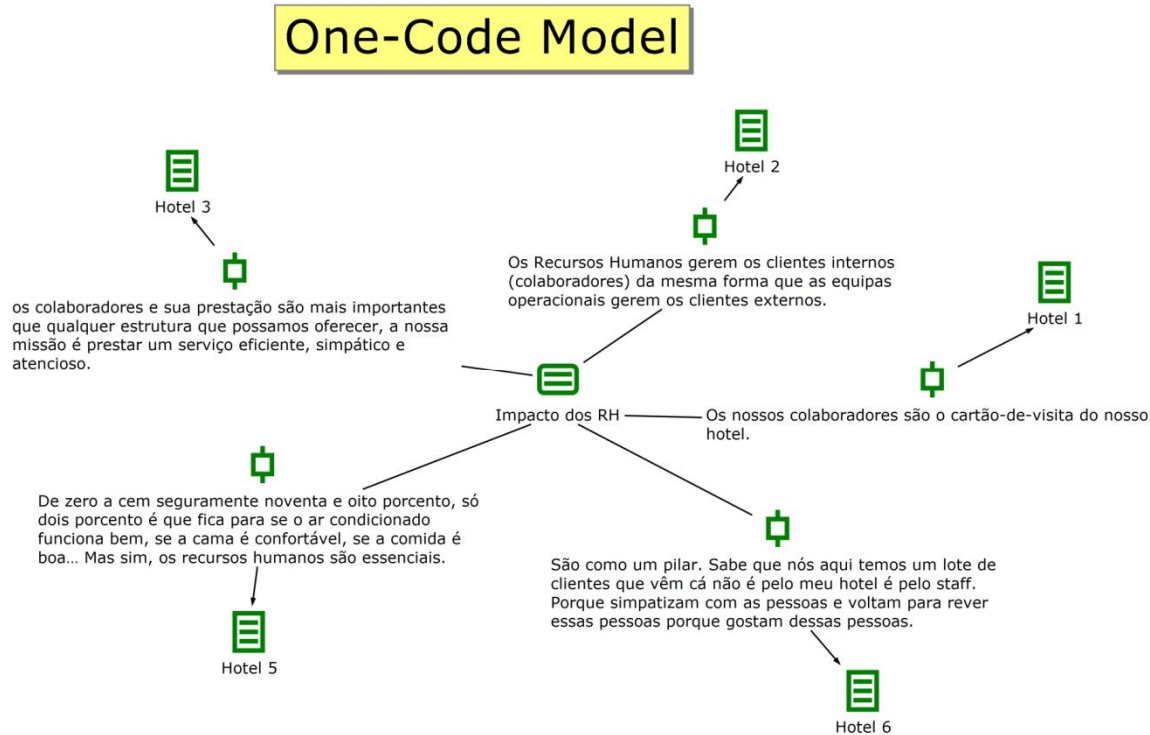 One-Code Model
Hotel 2
Hotel 3
Os Recursos Humanos gerem os clientes internos
(colaboradores) da mesma forma que as equipas
operacionais gerem os clientes externos.
Hotel 1
os colaboradores e sua prestação são mais importantes
que qualquer estrutura que possamos oferecer, a nossa
missão é prestar um serviço eficiente, simpático e
atencioso.
Impacto dos RH
Os nossos colaboradores são o cartão-de-visita do nosso
hotel.
De zero a cem seguramente noventa e oito porcento, só
dois porcento é que fica para se o ar condicionado
funciona bem, se a cama é confortável, se a comida é
boa... Mas sim, os recursos humanos são essenciais.
São como um pilar. Sabe que nós aqui temos um lote de
clientes que vêm cá não é pelo meu hotel é pelo staff.
Porque simpatizam com as pessoas e voltam para rever
essas pessoas porque gostam dessas pessoas.
Hotel 5
Hotel 6